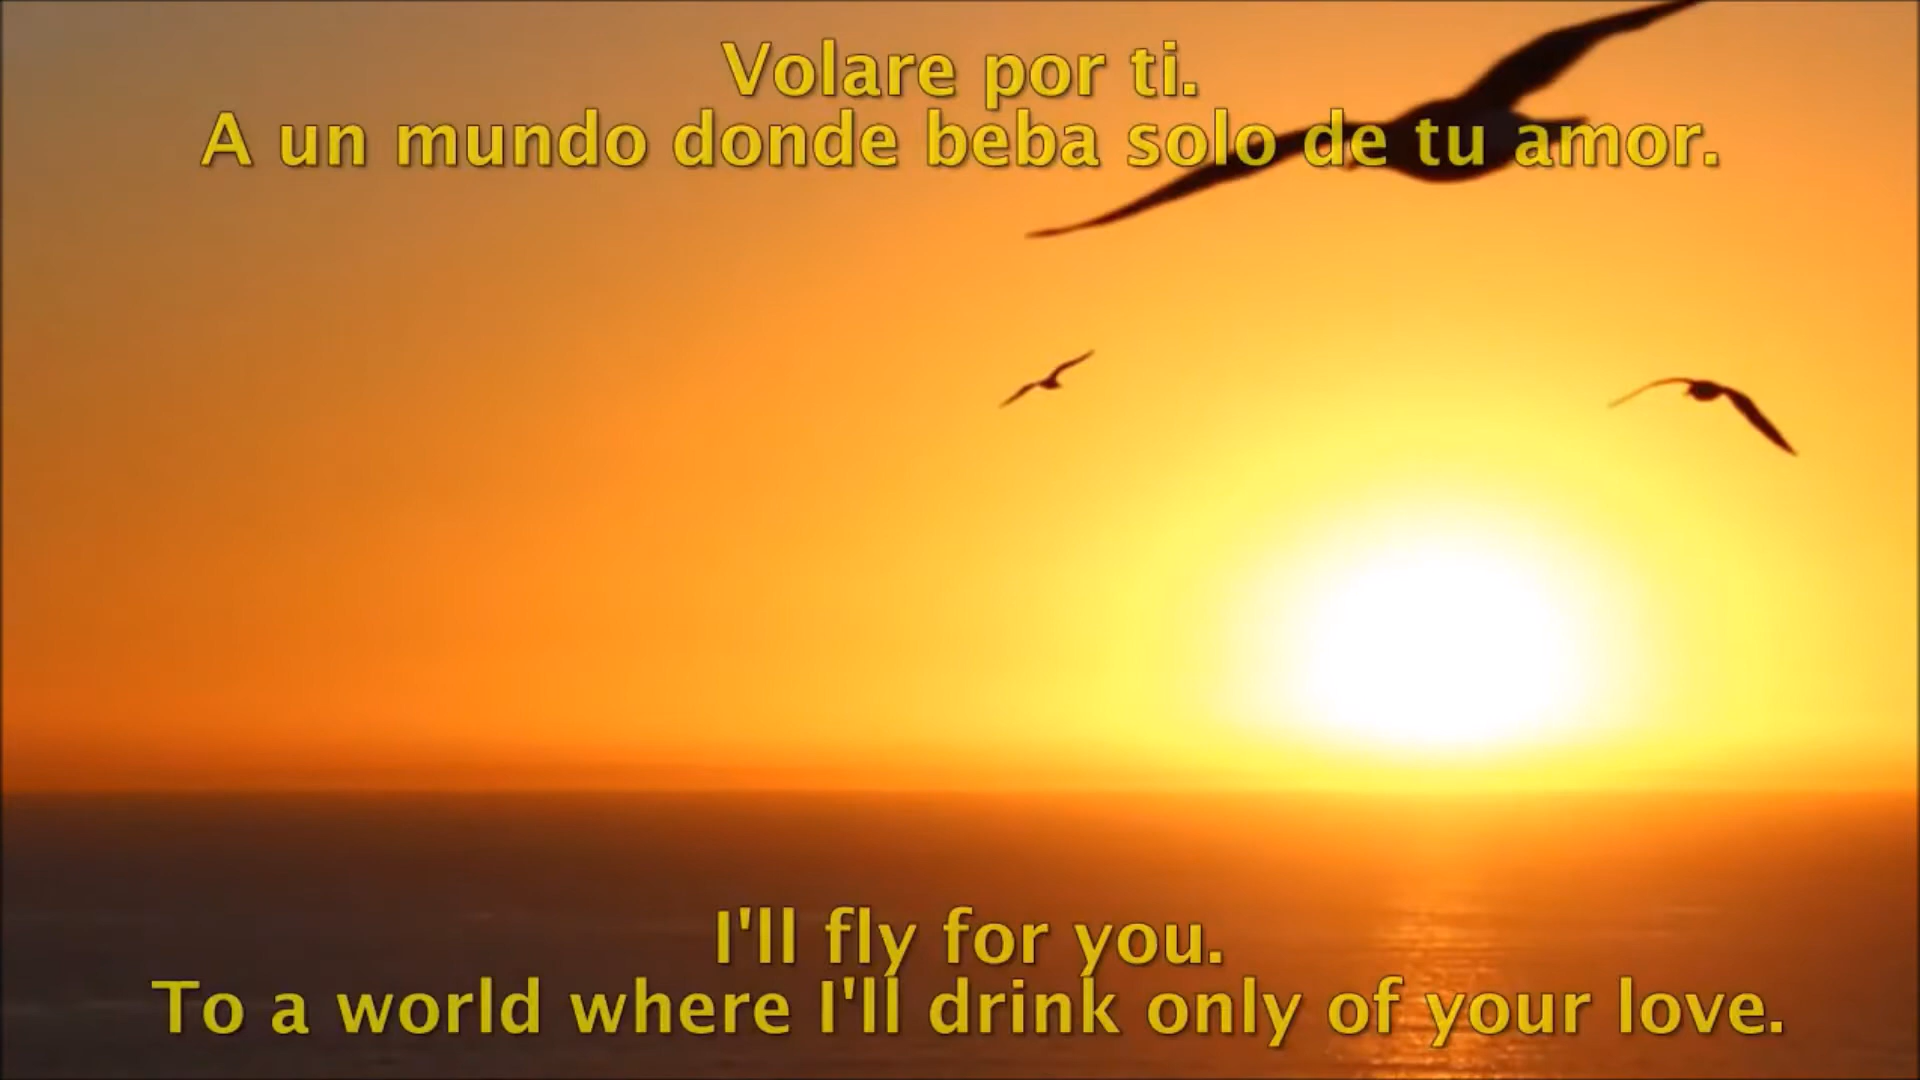 Volare por ti.
A un mundo donde beba solo de tu amor.
I'll fly for you.
To a world where I'll drink only of your love.